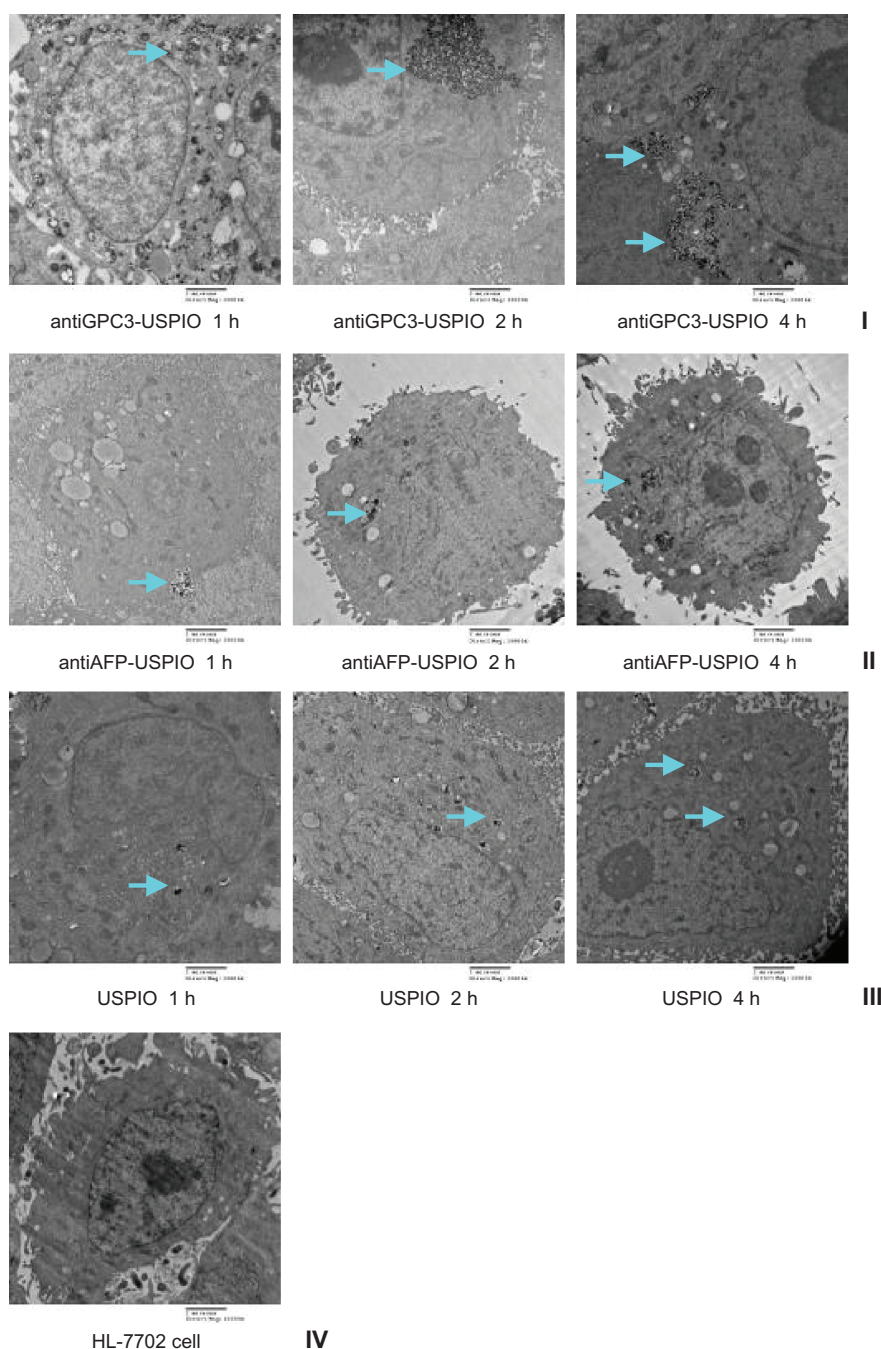 antiGPC3-USPIO 1 h
antiGPC3-USPIO 2 h
antiGPC3-USPIO 4 h
I
antiAFP-USPIO 1 h
antiAFP-USPIO 2 h
antiAFP-USPIO 4 h
II
USPIO 1 h
USPIO 2 h
USPIO 4 h
III
HL-7702 cell
IV